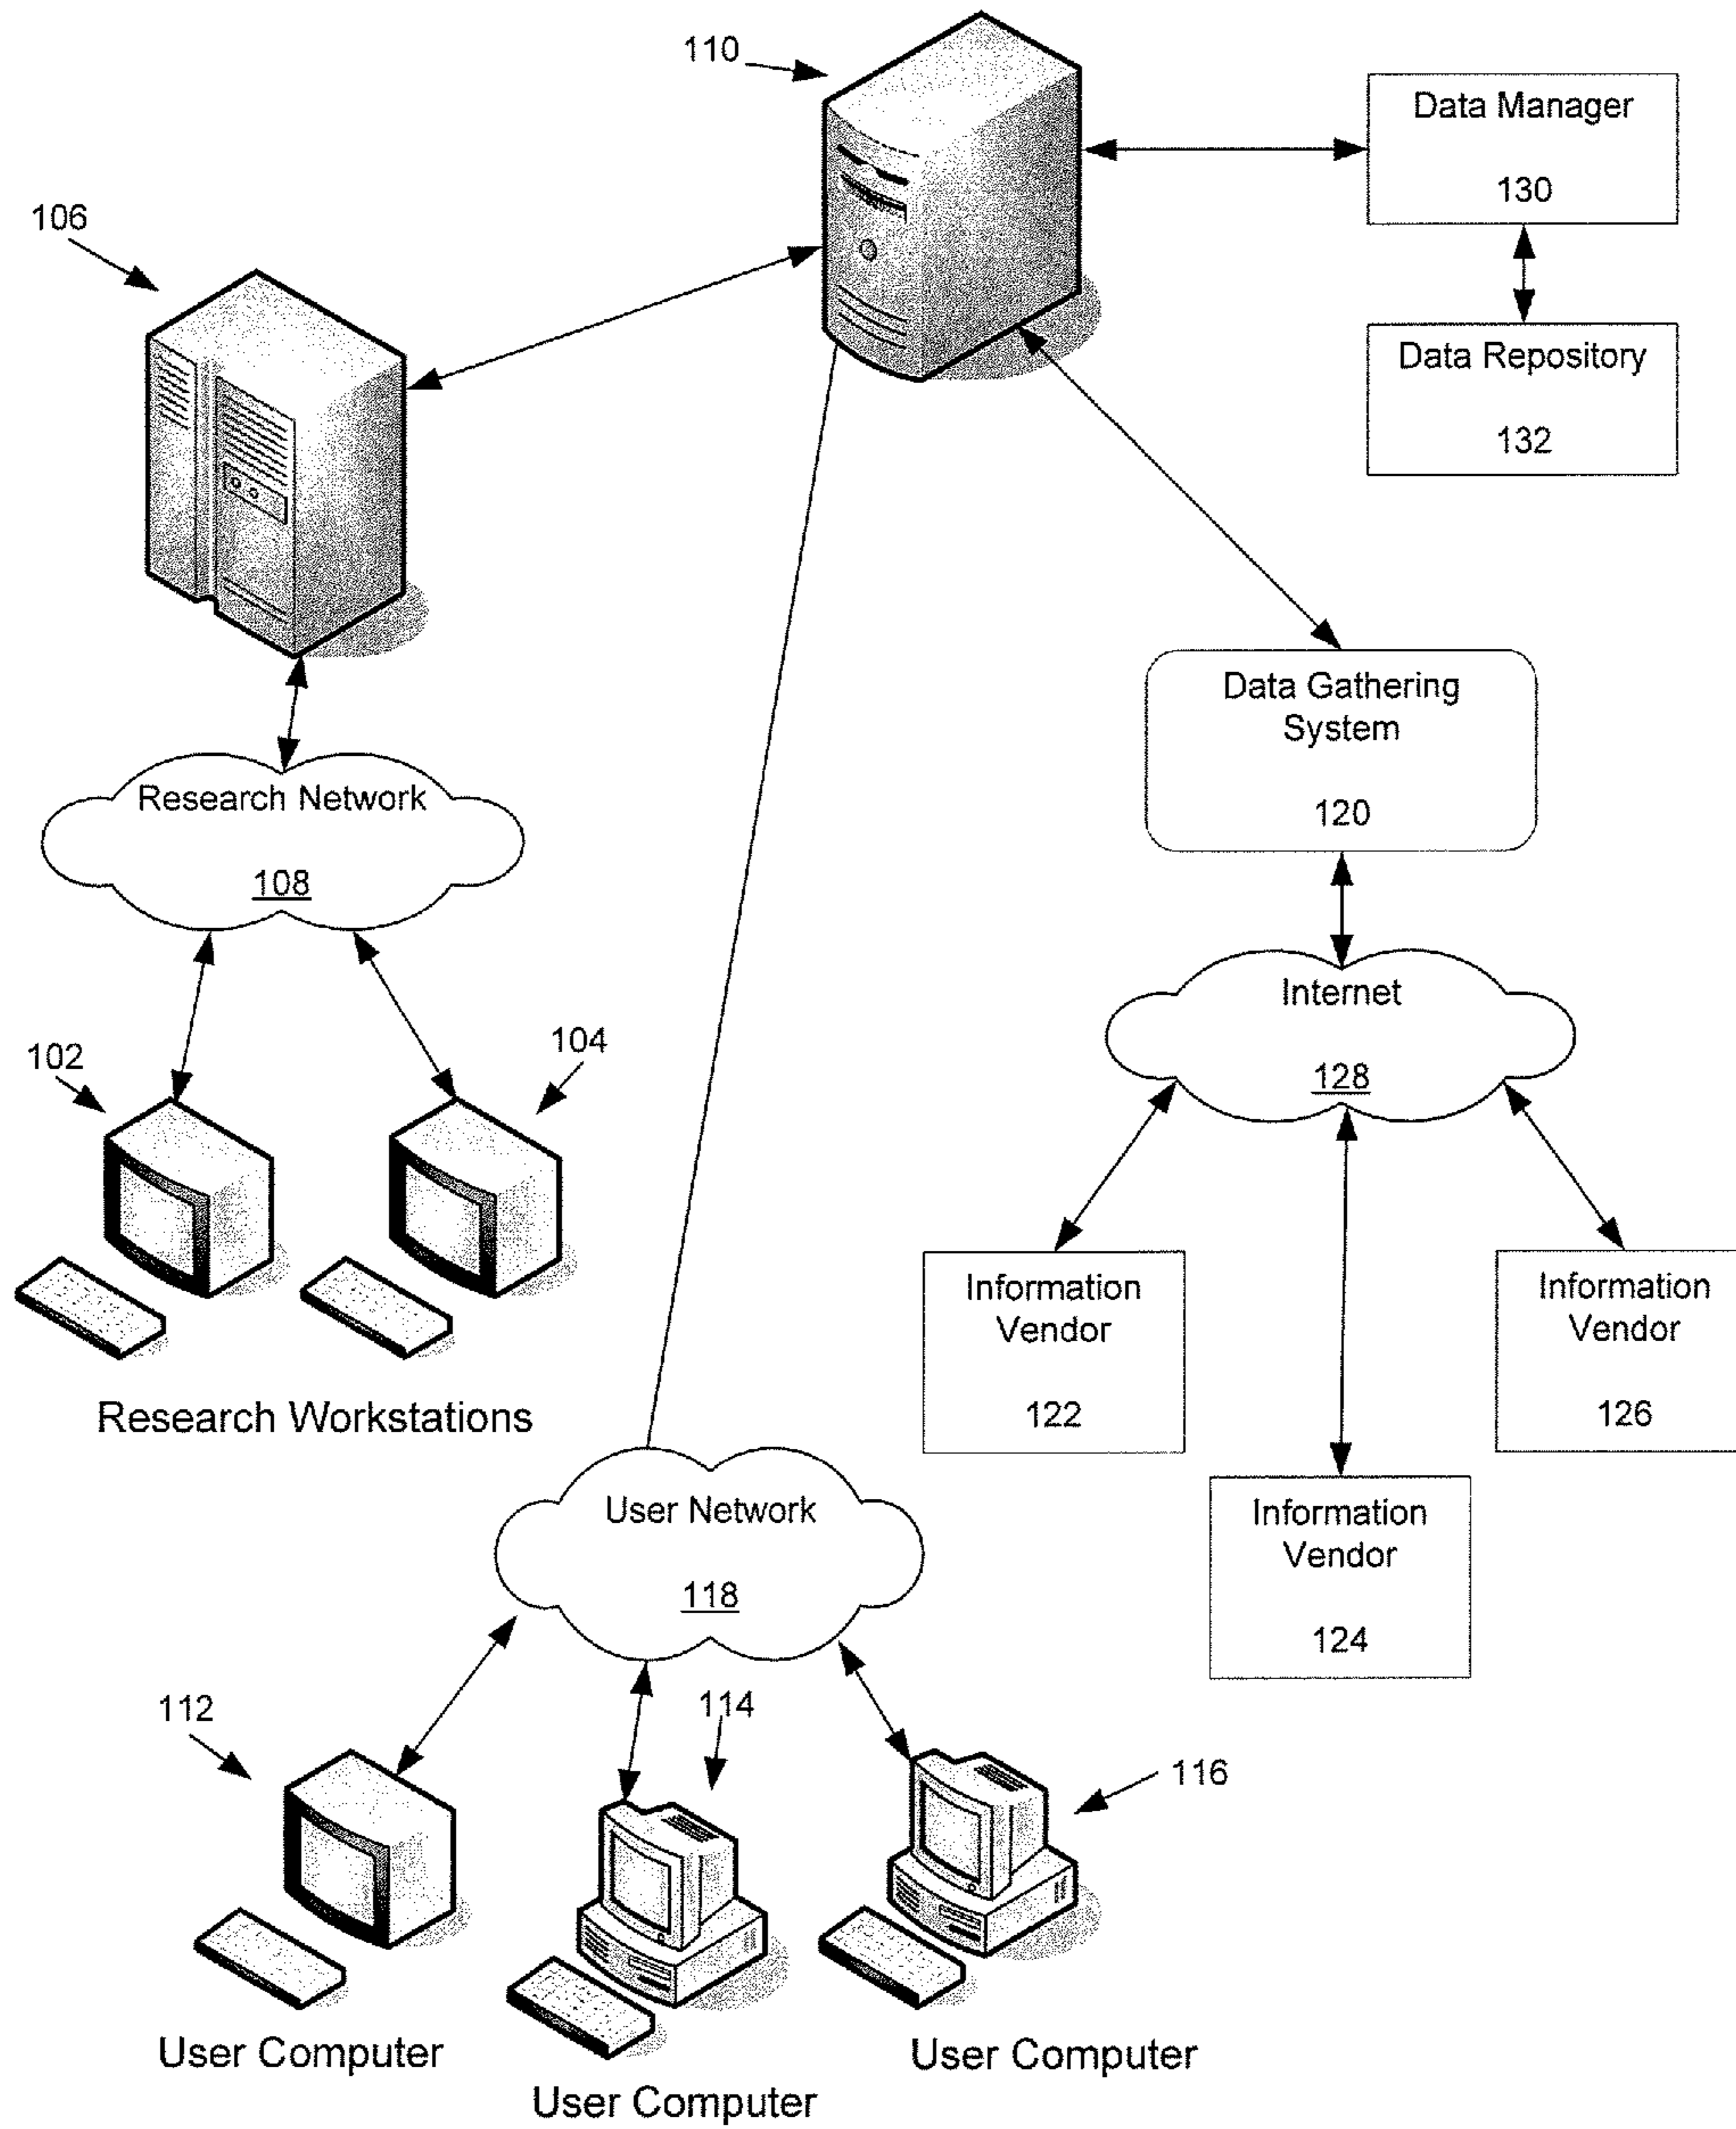 110
Data Manager
130
106
Data Repository
132
Data Gathering
System
120
Research Network
108
Internet
128
102
104
Information
Vendor
122
Information
Vendor
126
Research Workstations
Information
Vendor
124
User Network
118
112
114
116
User Computer
User Computer
User Computer